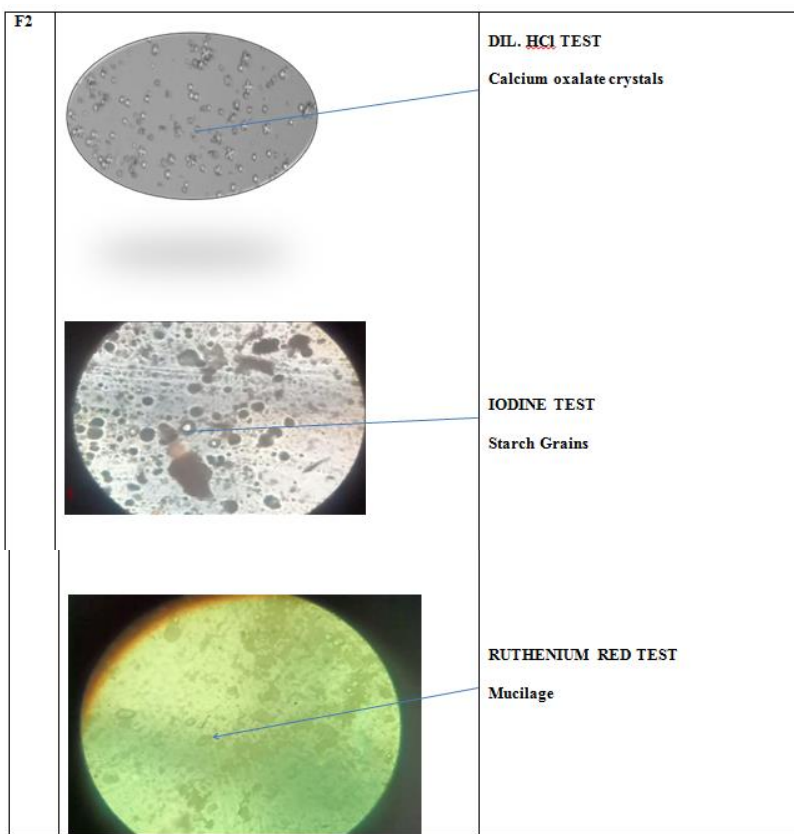 F2
DIL. HCl TEST
Calcium oxalate crystals
IODINE TEST
Starch Grains
RUTHENIUM RED TEST
Mucilage